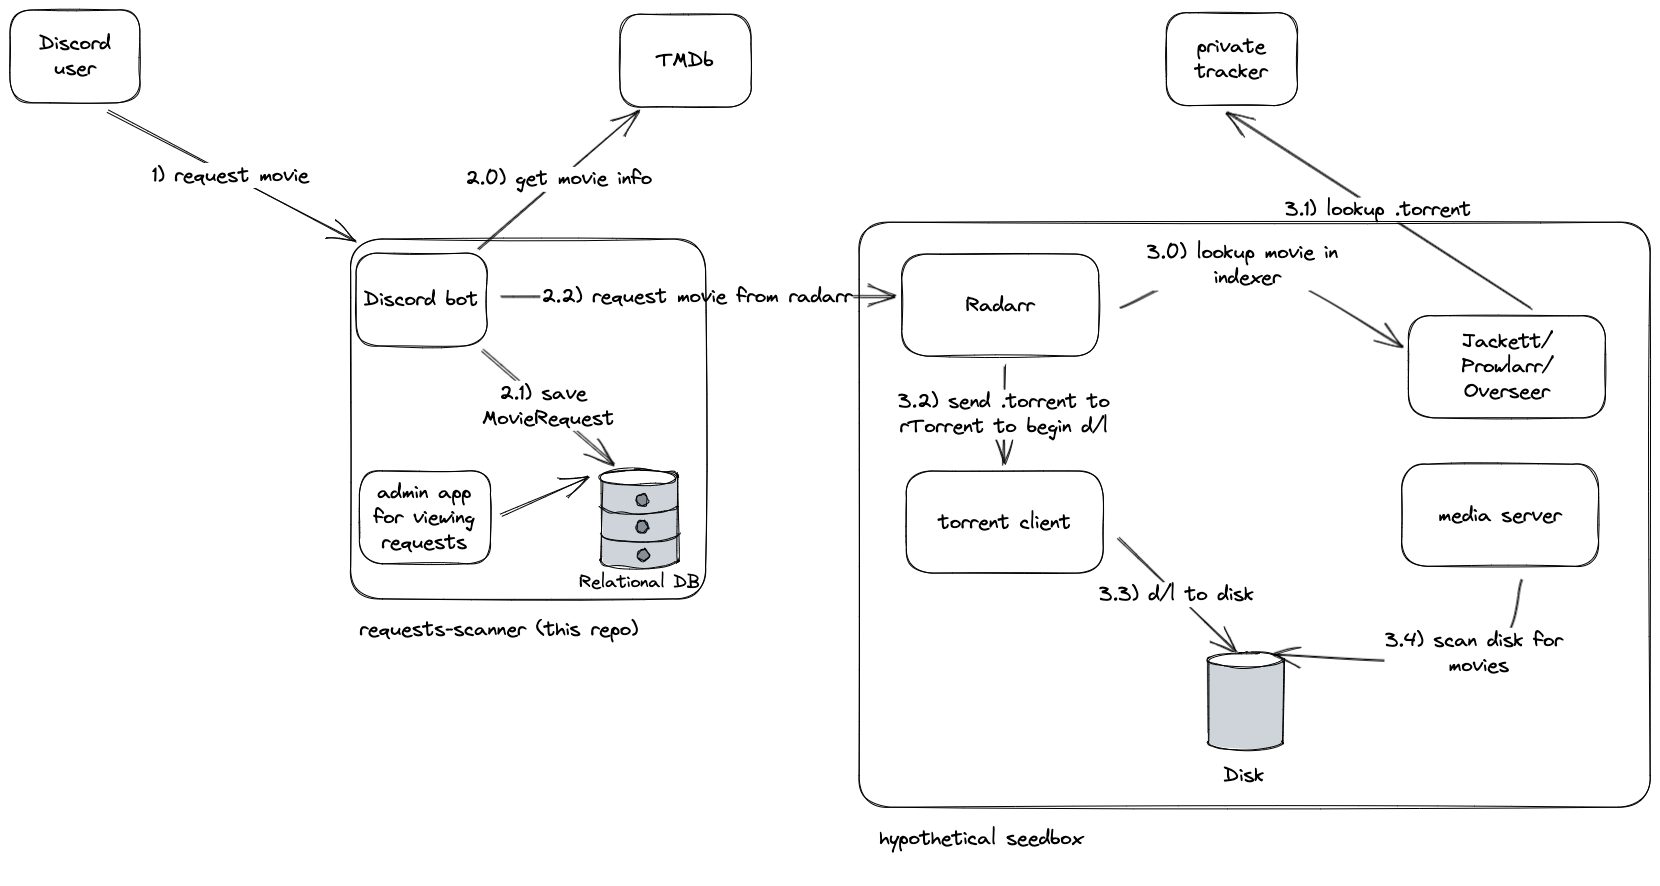 Discord
user
TMDb
private
tracker
1) request movie
2.0) get movie info
3.1) lookup .torrent
3.0) lookup movie in
indexer
Discord bot
2.2) request movie from radarr
Radarr
Jackett/
Prowlarr/
Overseer
2.1) save
MovieRequest
3.2) send .torrent to
rTorrent to begin d/l
admin app
for viewing
requests
torrent client
media server
Relational DB
3.3) d/l to disk
requests-scanner (this repo)
3.4) scan disk for
movies
Disk
hypothetical seedbox